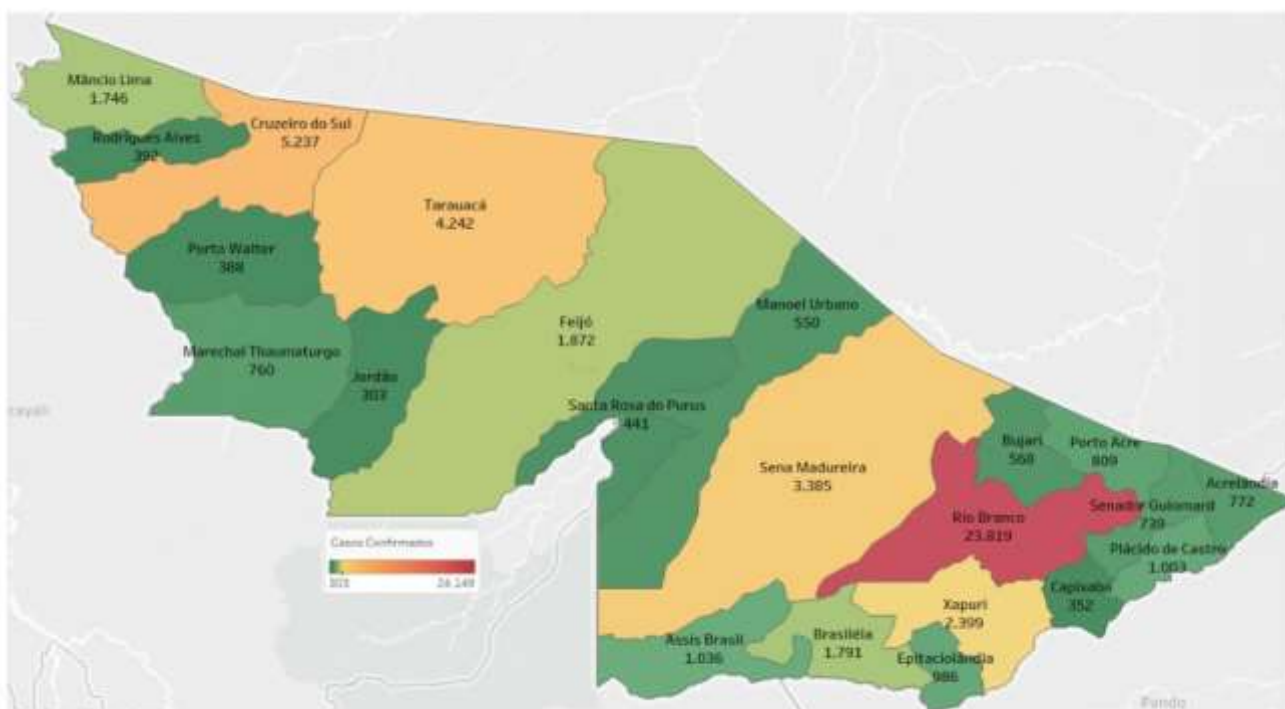 Mâncio Lima
1.746
Rodrigues Alves
392
Cruzeiro do Sul
5.237
Tarauacá
4.242
Porto Walter
388
Marechal Thaumaturgo
760
Jordão
303
Feijó
1.872
Manoel Urbano
550
Santa Rosa do Purus
441
Sena Madureira
3.385
Bujari
568
Porto Acre
809
Acrelândia
772
Senador Guiomard
739
Rio Branco
23.819
Plácido de Castro
1.003
Capixaba
352
Xapuri
2.399
Assis Brasil
1.036
Brasiléia
1.791
Epitaciolândia
986
Casos Confirmados
303
26.149
cayali